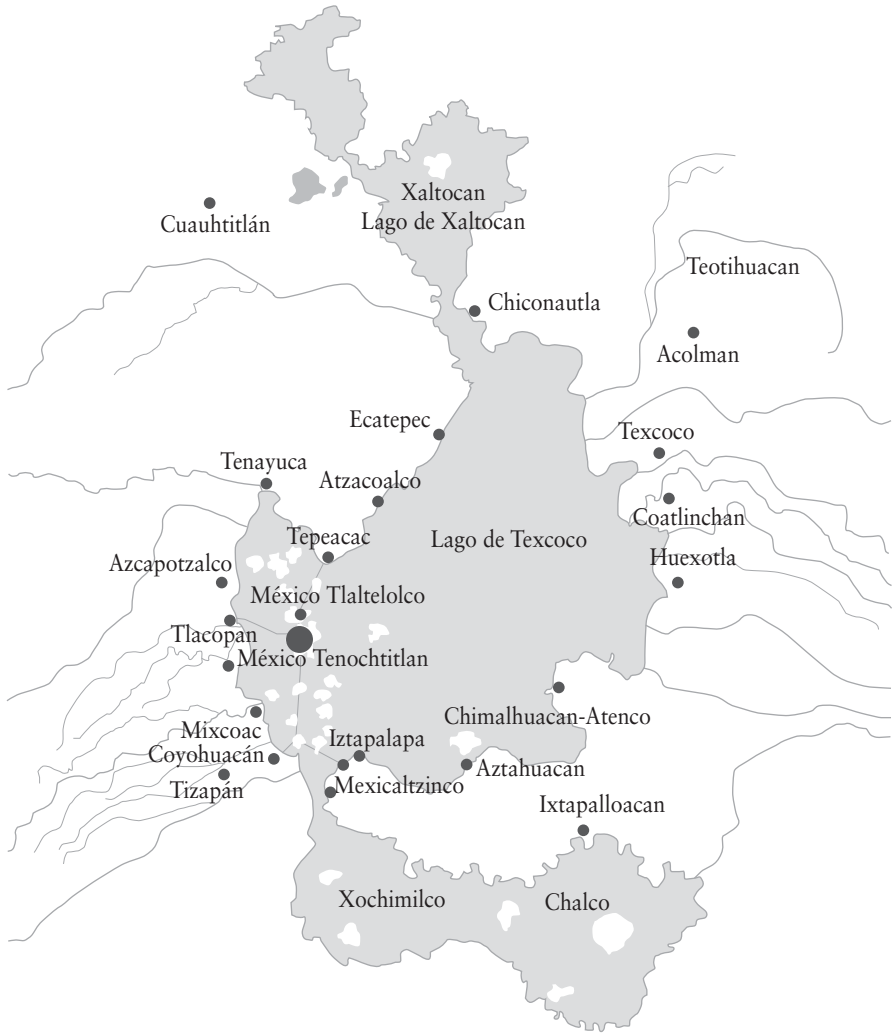 Xaltocan
Lago de Xaltocan
Cuauhtitlán
Teotihuacan
Chiconautla
Acolman
Ecatepec
Texcoco
Tenayuca
Atzacoalco
Coatlinchan
Tepeacac
Lago de Texcoco
Huexotla
Azcapotzalco
México Tlaltelolco
Tlacopan
México Tenochtitlan
Chimalhuacan-Atenco
Mixcoac
Iztapalapa
Coyohuacán
Aztahuacan
Tizapán
Mexicaltzinco
Ixtapalloacan
Xochimilco
Chalco